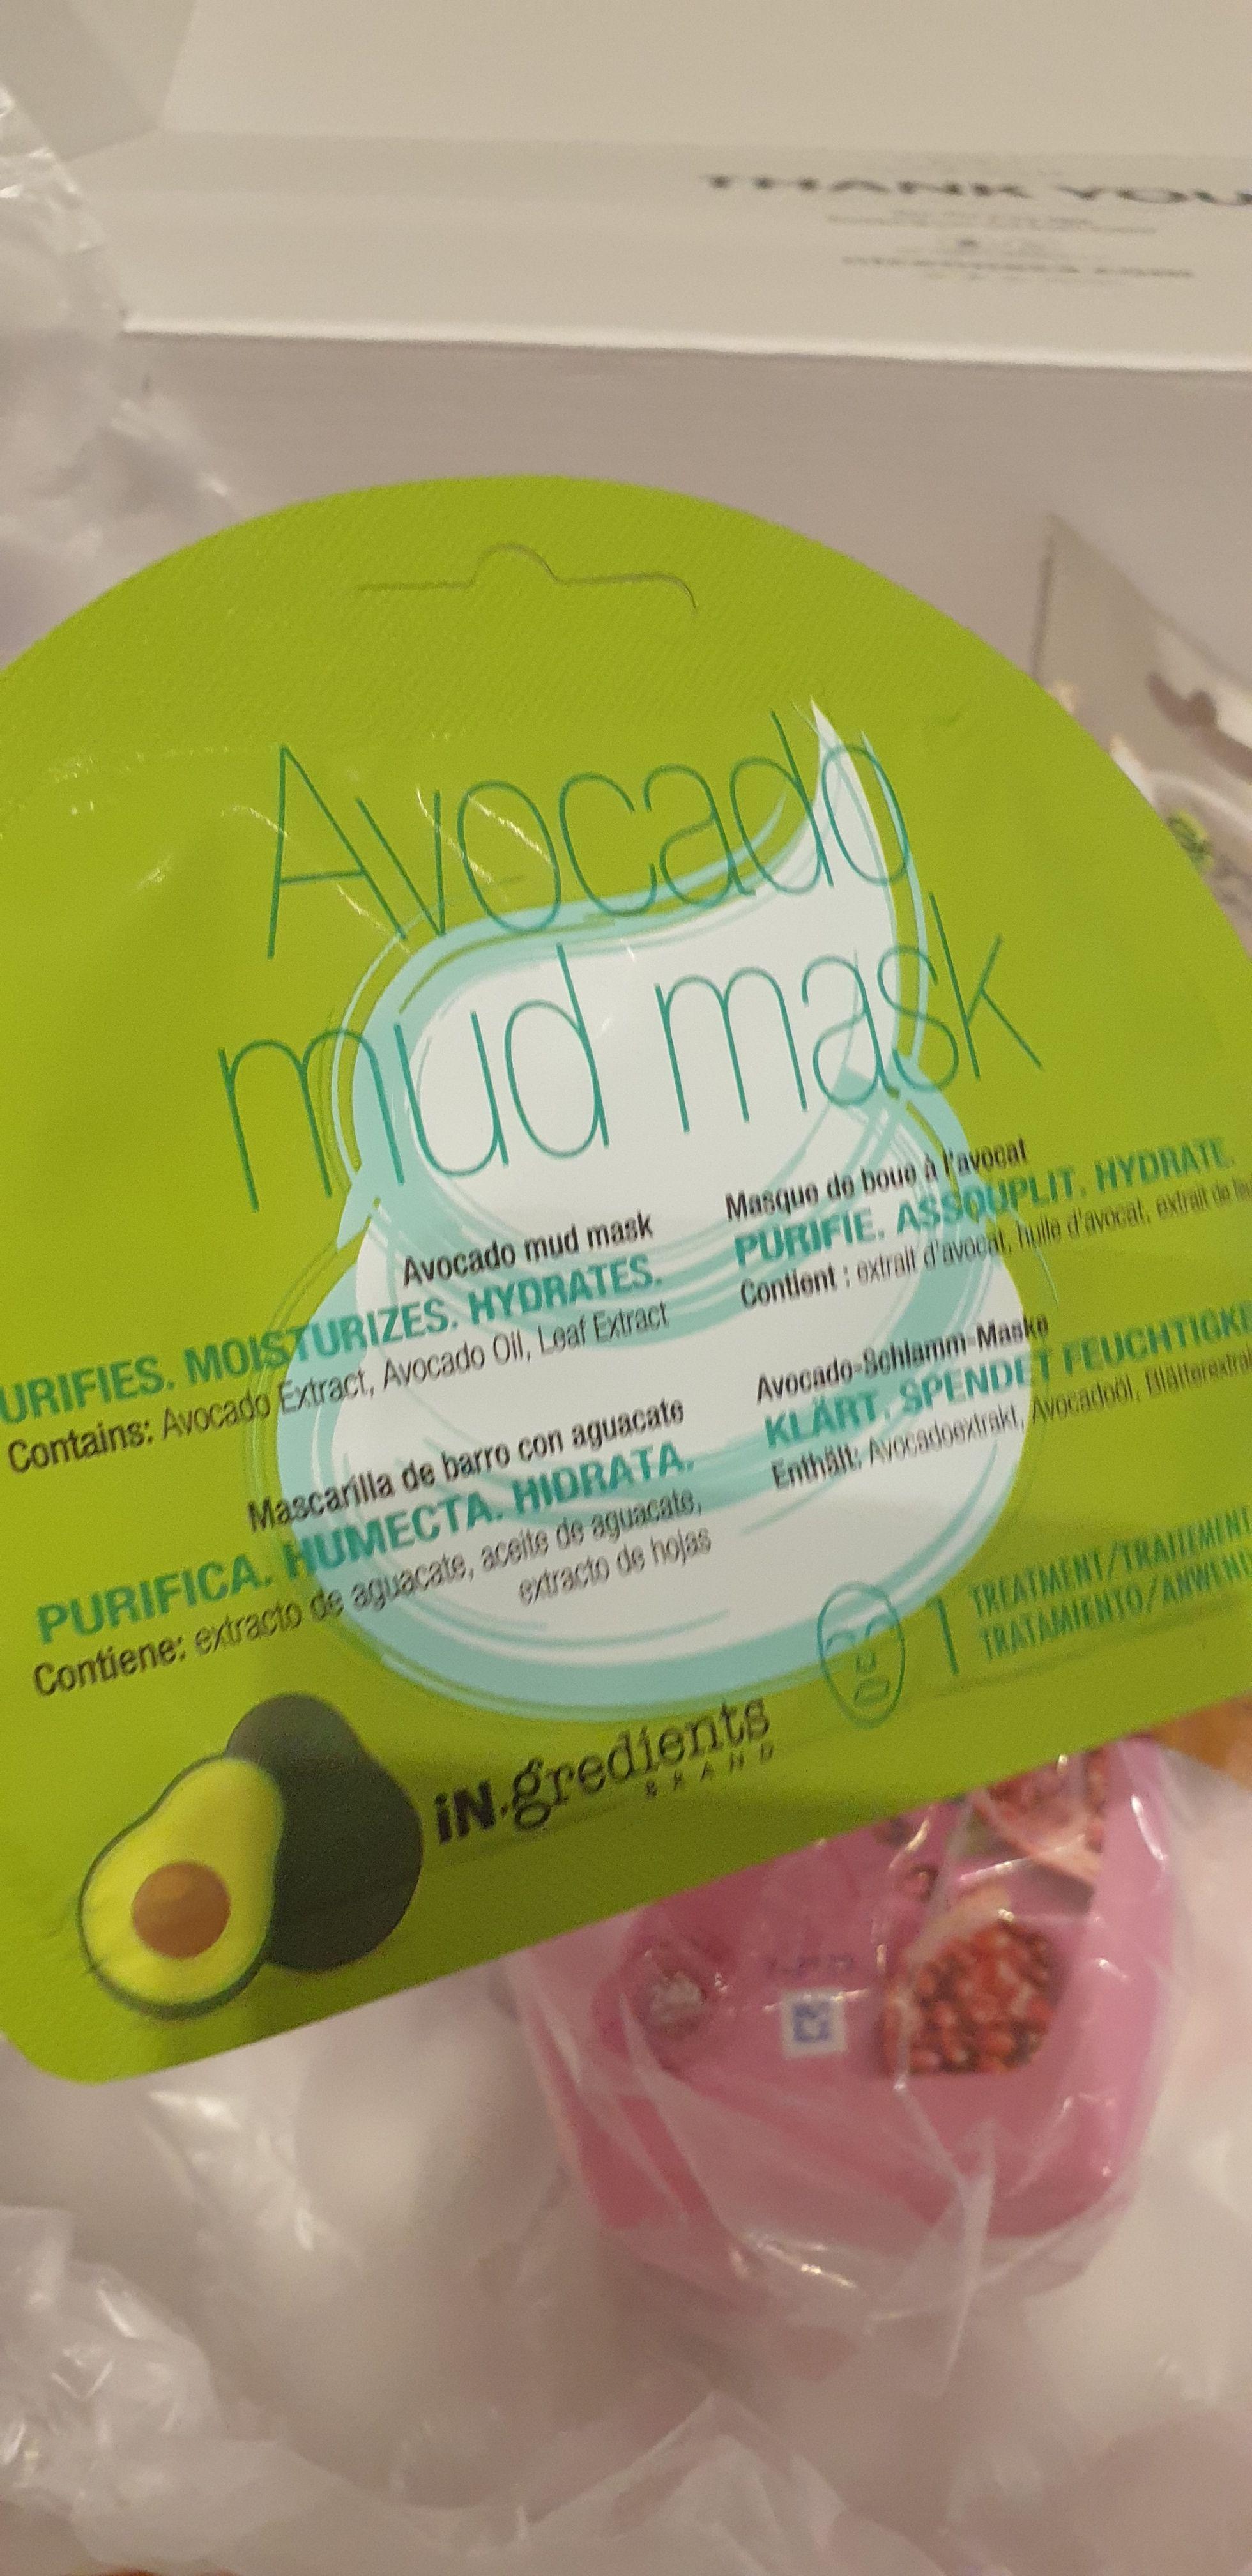 THANK YOU
Avocado
mud mask
Avocado mud mask
URIFIES. MOISTURIZES. HYDRATES.
Contains: Avocado Extract, Avocado Oil, Leaf Extract
Masque de boue à l'avocat
PURIFIE. ASSOUPLIT. HYDRATE.
Contient : extrait d'avocat, huile d'avocat, extrait de
Mascarilla de barro con aguacate
PURIFICA. HUMECTA. HIDRATA.
Contiene: extracto de aguacate, aceite de aguacate,
extracto de hojas
Avocado-Schlamm-Maske
KLÄRT. SPENDET FEUCHTIGKE
Enthält: Avocadoextrakt, Avocadoöl, Blätterextra
1 TREATMENT/TRAITEMENT
TRATAMIENTO/ANWEN
iN.gredients
BRAND